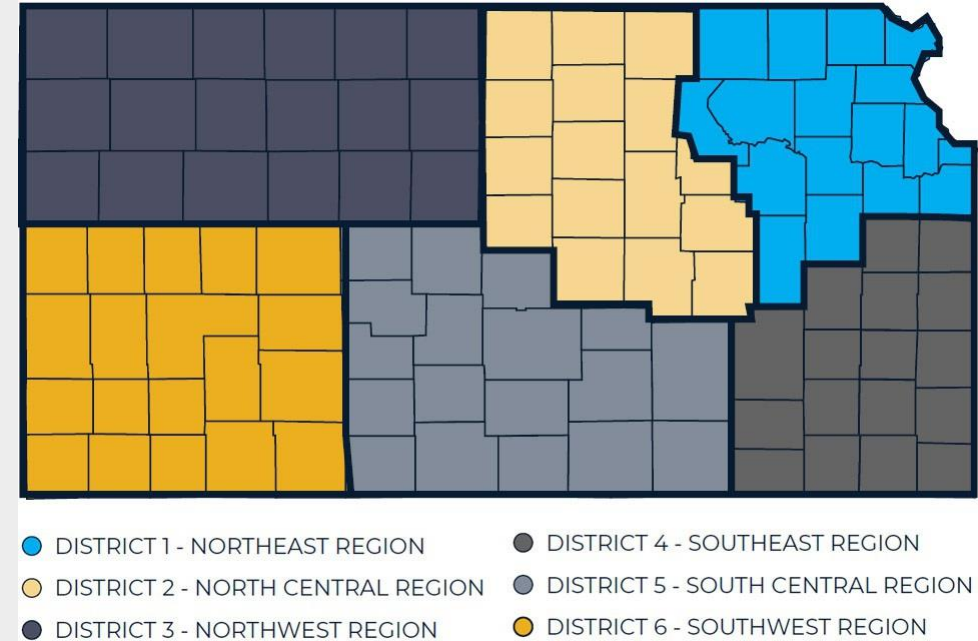 DISTRICT 1 - NORTHEAST REGION
DISTRICT 2 - NORTH CENTRAL REGION
DISTRICT 3 - NORTHWEST REGION
DISTRICT 4 - SOUTHEAST REGION
DISTRICT 5 - SOUTH CENTRAL REGION
DISTRICT 6 - SOUTHWEST REGION